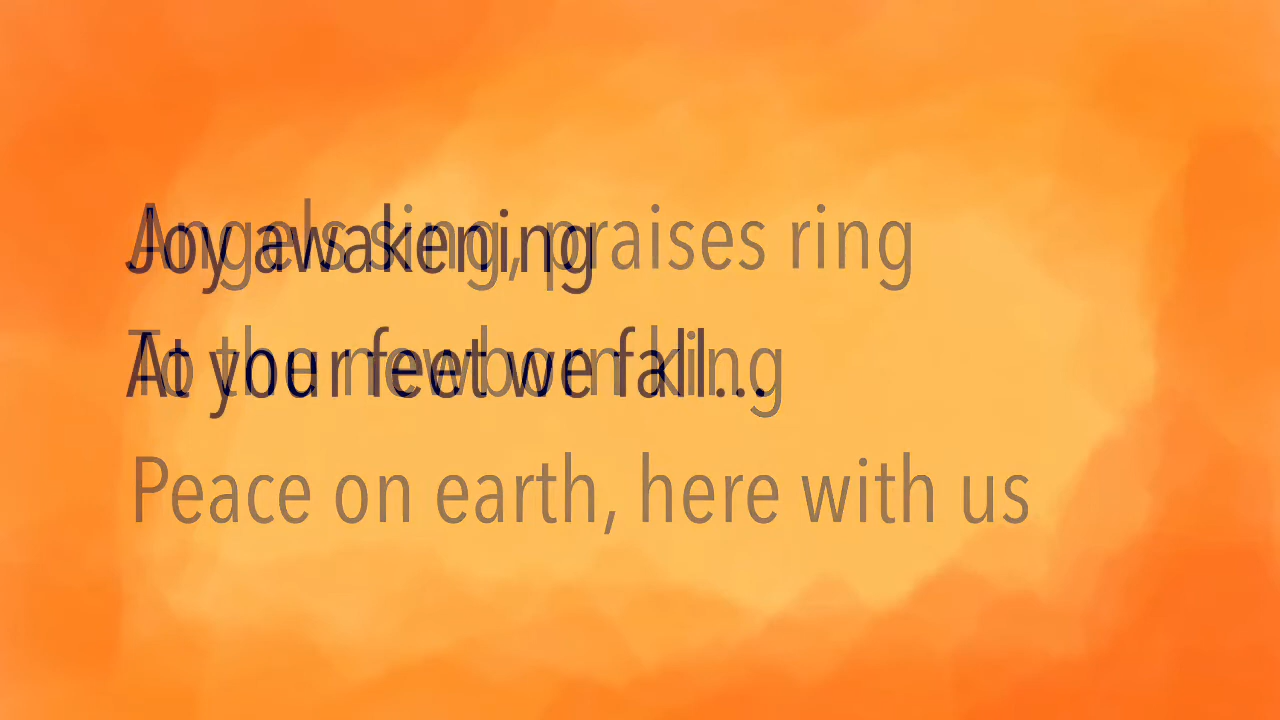 Joy awakening
At your feet we fall...
Angels sing, praises ring
To the newborn king
Peace on earth, here with us